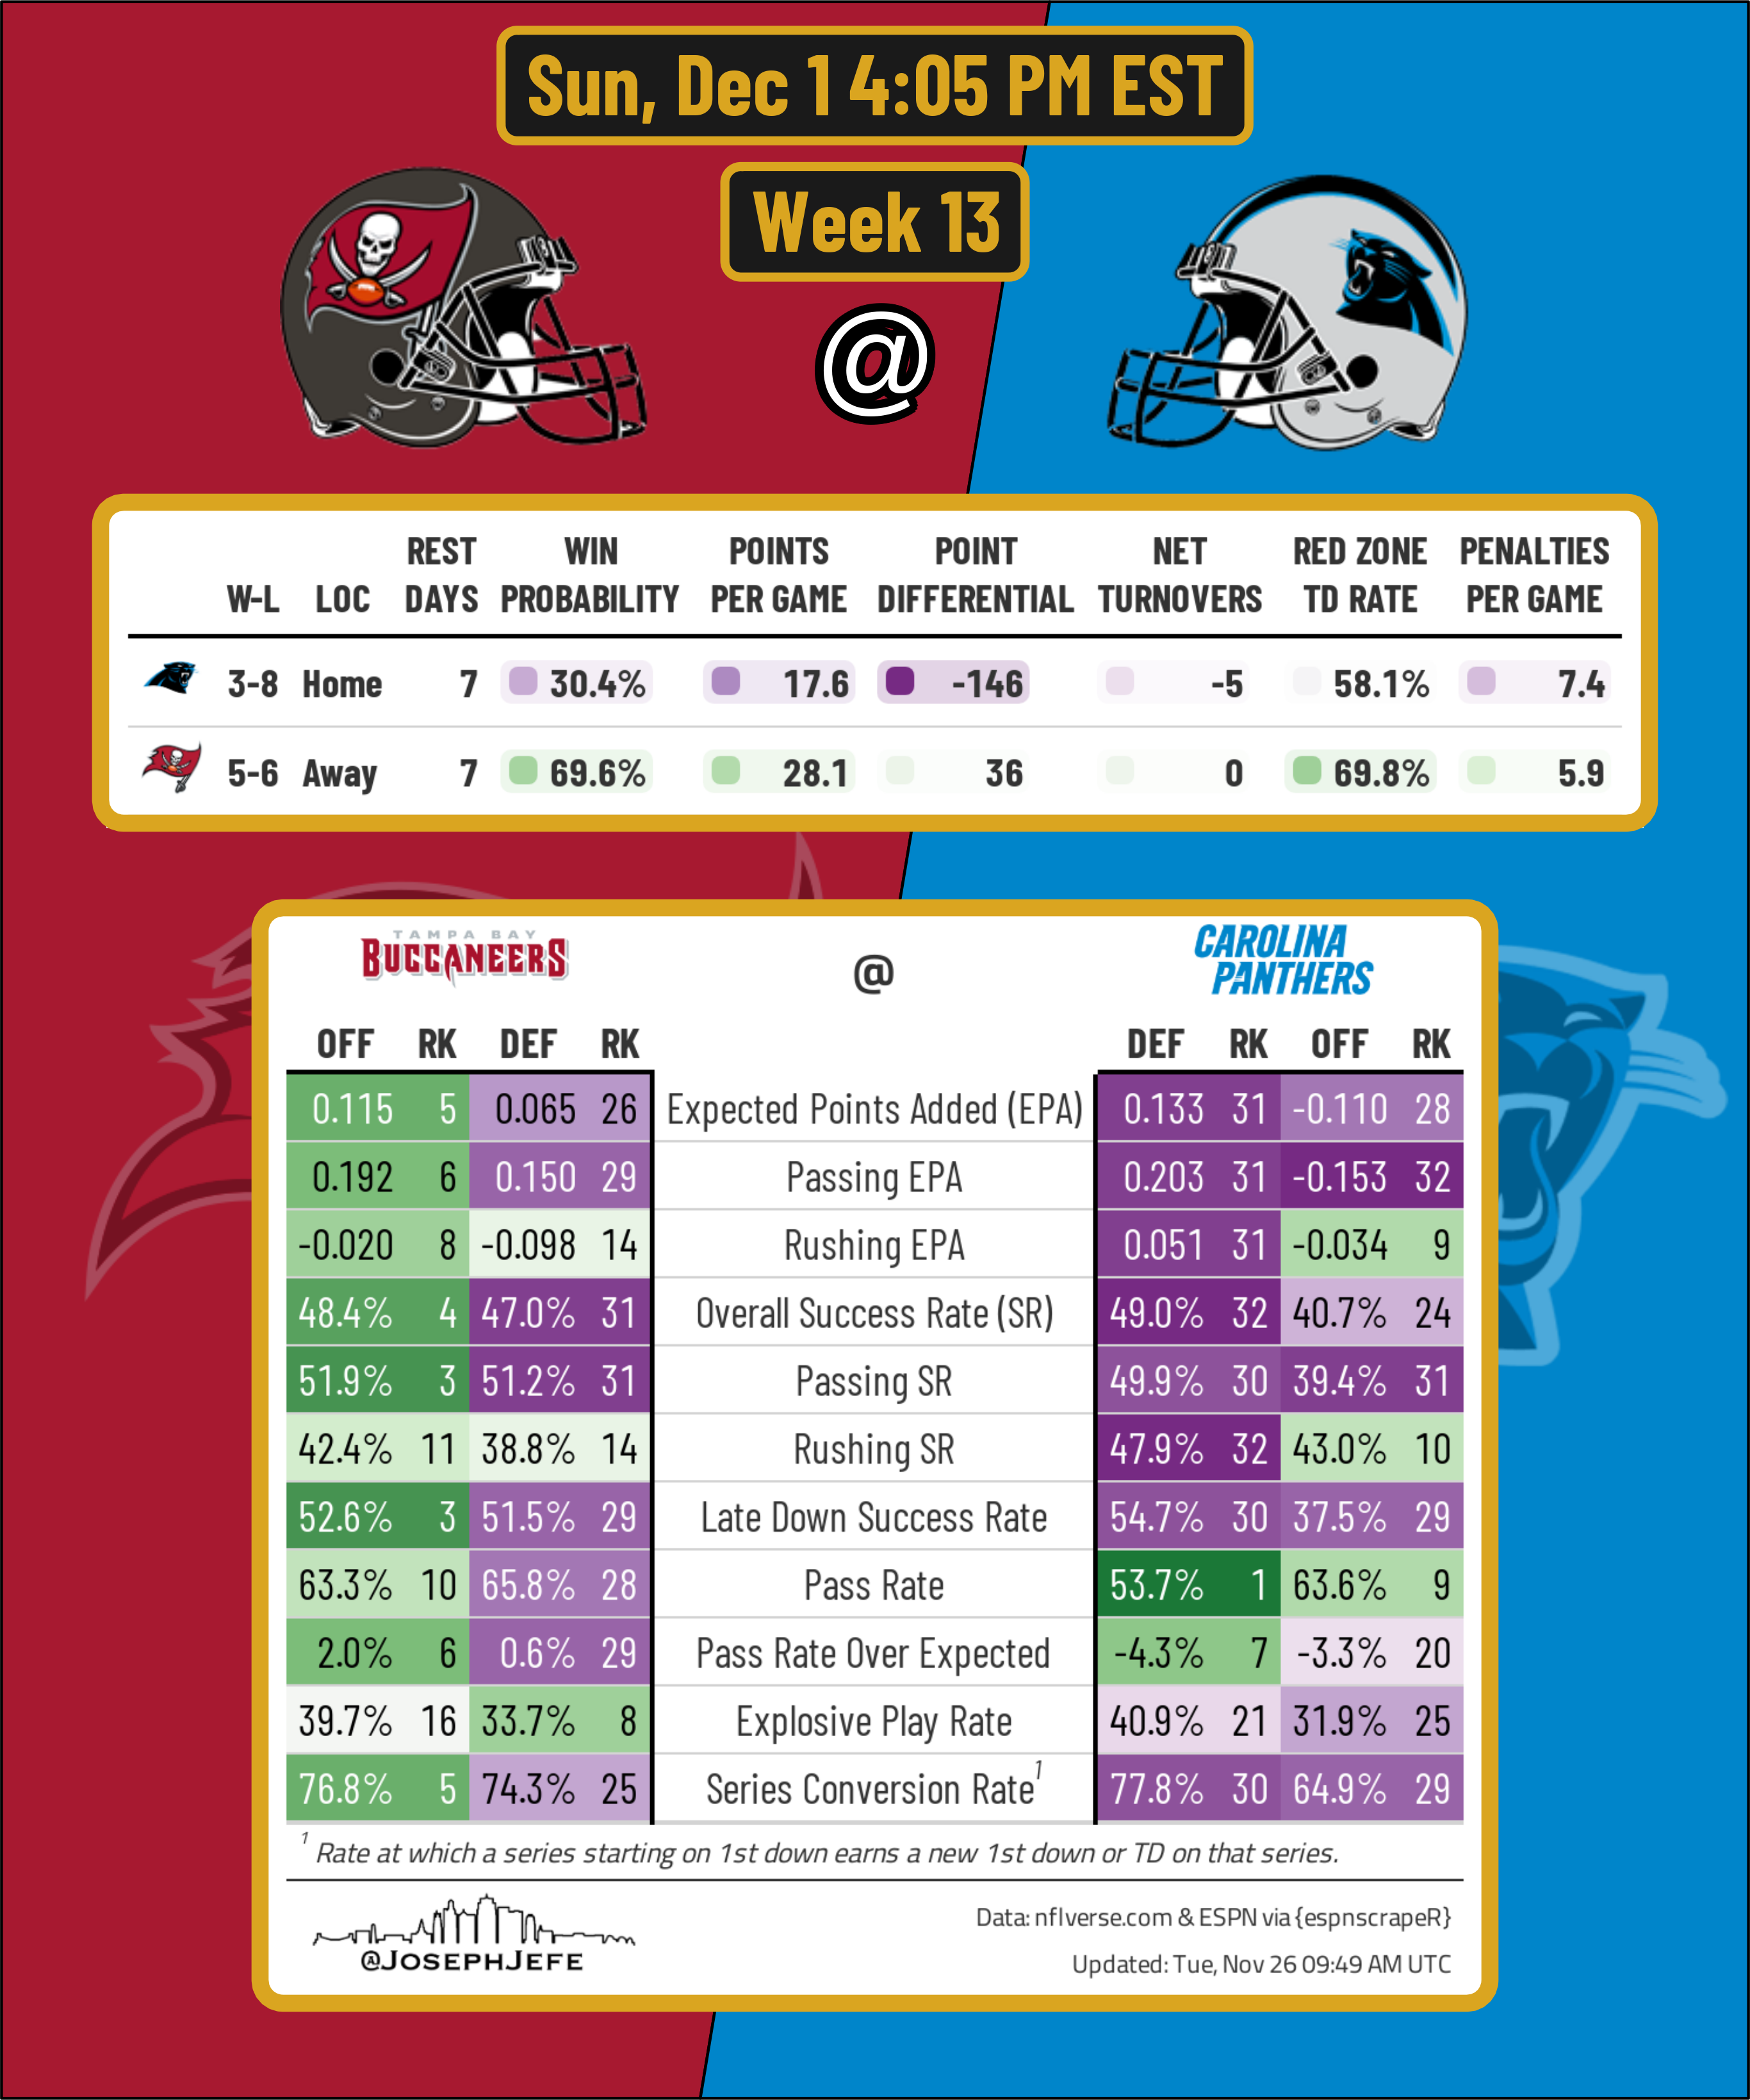 Sun, Dec 1 4:05 PM EST
Week 13
@
W-L LOC REST DAYS WIN PROBABILITY POINTS PER GAME POINT DIFFERENTIAL NET TURNOVERS RED ZONE TD RATE PENALTIES PER GAME
3-8 Home 7 30.4% 17.6 -146 -5 58.1% 7.4
5-6 Away 7 69.6% 28.1 36 0 69.8% 5.9
TAMPA BAY
BUCCANEERS
@
CAROLINA
PANTHERS
OFF RK DEF RK DEF RK OFF RK
0.115 5 0.065 26 Expected Points Added (EPA) 0.133 31 -0.110 28
0.192 6 0.150 29 Passing EPA 0.203 31 -0.153 32
-0.020 8 -0.098 14 Rushing EPA 0.051 31 -0.034 9
48.4% 4 47.0% 31 Overall Success Rate (SR) 49.0% 32 40.7% 24
51.9% 3 51.2% 31 Passing SR 49.9% 30 39.4% 31
42.4% 11 38.8% 14 Rushing SR 47.9% 32 43.0% 10
52.6% 3 51.5% 29 Late Down Success Rate 54.7% 30 37.5% 29
63.3% 10 65.8% 28 Pass Rate 53.7% 1 63.6% 9
2.0% 6 0.6% 29 Pass Rate Over Expected -4.3% 7 -3.3% 20
39.7% 16 33.7% 8 Explosive Play Rate 40.9% 21 31.9% 25
76.8% 5 74.3% 25 Series Conversion Rate1 77.8% 30 64.9% 29
1 Rate at which a series starting on 1st down earns a new 1st down or TD on that series.
@JOSEPHJEFE
Data: nflverse.com & ESPN via {espnscrapeR}
Updated: Tue, Nov 26 09:49 AM UTC